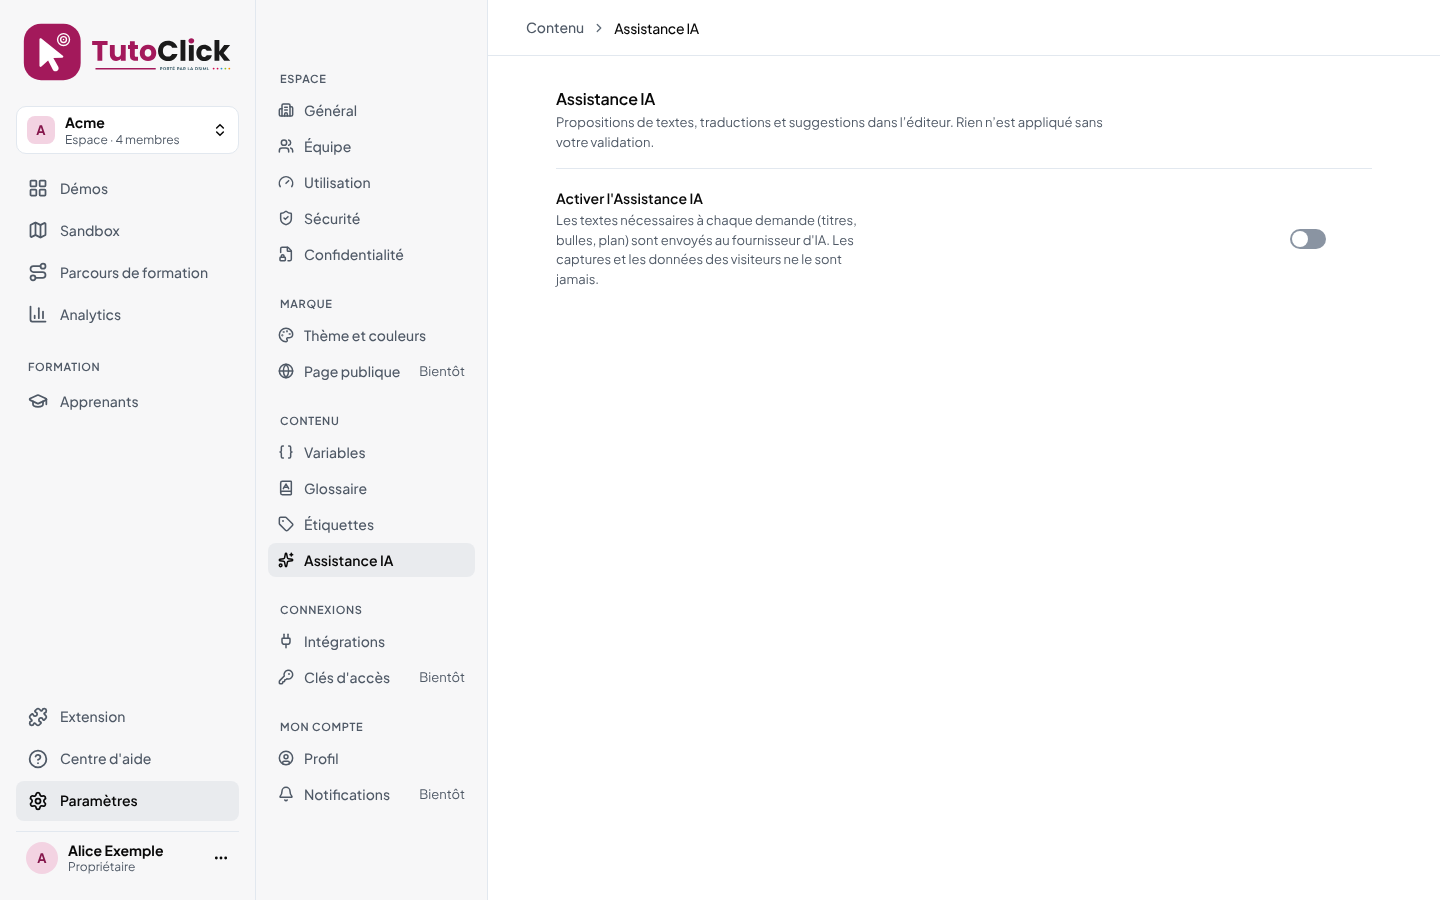 TutoClick
PORTÉ PAR LA DSIML
A
Acme
Espace · 4 membres
Démos
Sandbox
Parcours de formation
Analytics
FORMATION
Apprenants
Extension
Centre d'aide
Paramètres
A
Alice Exemple
Propriétaire
ESPACE
Général
Équipe
Utilisation
Sécurité
Confidentialité
MARQUE
Thème et couleurs
Page publique Bientôt
CONTENU
Variables
Glossaire
Étiquettes
Assistance IA
CONNEXIONS
Intégrations
Clés d'accès Bientôt
MON COMPTE
Profil
Notifications Bientôt
Contenu > Assistance IA
Assistance IA
Propositions de textes, traductions et suggestions dans l'éditeur. Rien n'est appliqué sans
votre validation.
Activer l'Assistance IA
Les textes nécessaires à chaque demande (titres,
bulles, plan) sont envoyés au fournisseur d'IA. Les
captures et les données des visiteurs ne le sont
jamais.